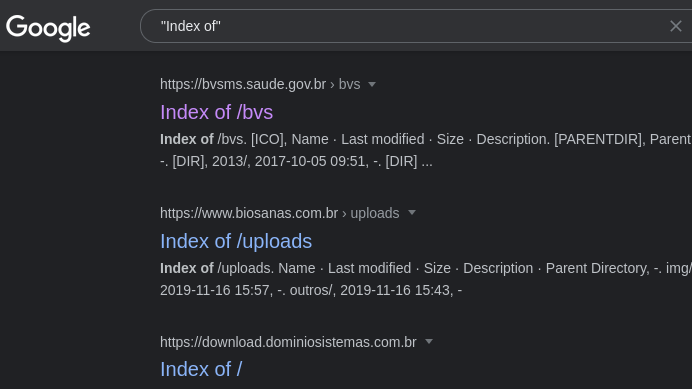 Google
"Index of"
https://bvsms.saude.gov.br › bvs
Index of /bvs
Index of /bvs. [ICO], Name · Last modified · Size · Description. [PARENTDIR], Parent
-. [DIR], 2013/, 2017-10-05 09:51, -. [DIR] ...
https://www.biosanas.com.br › uploads
Index of /uploads
Index of /uploads. Name · Last modified · Size · Description · Parent Directory, -. img/
2019-11-16 15:57, -. outros/, 2019-11-16 15:43, -
https://download.dominiosistemas.com.br
Index of /